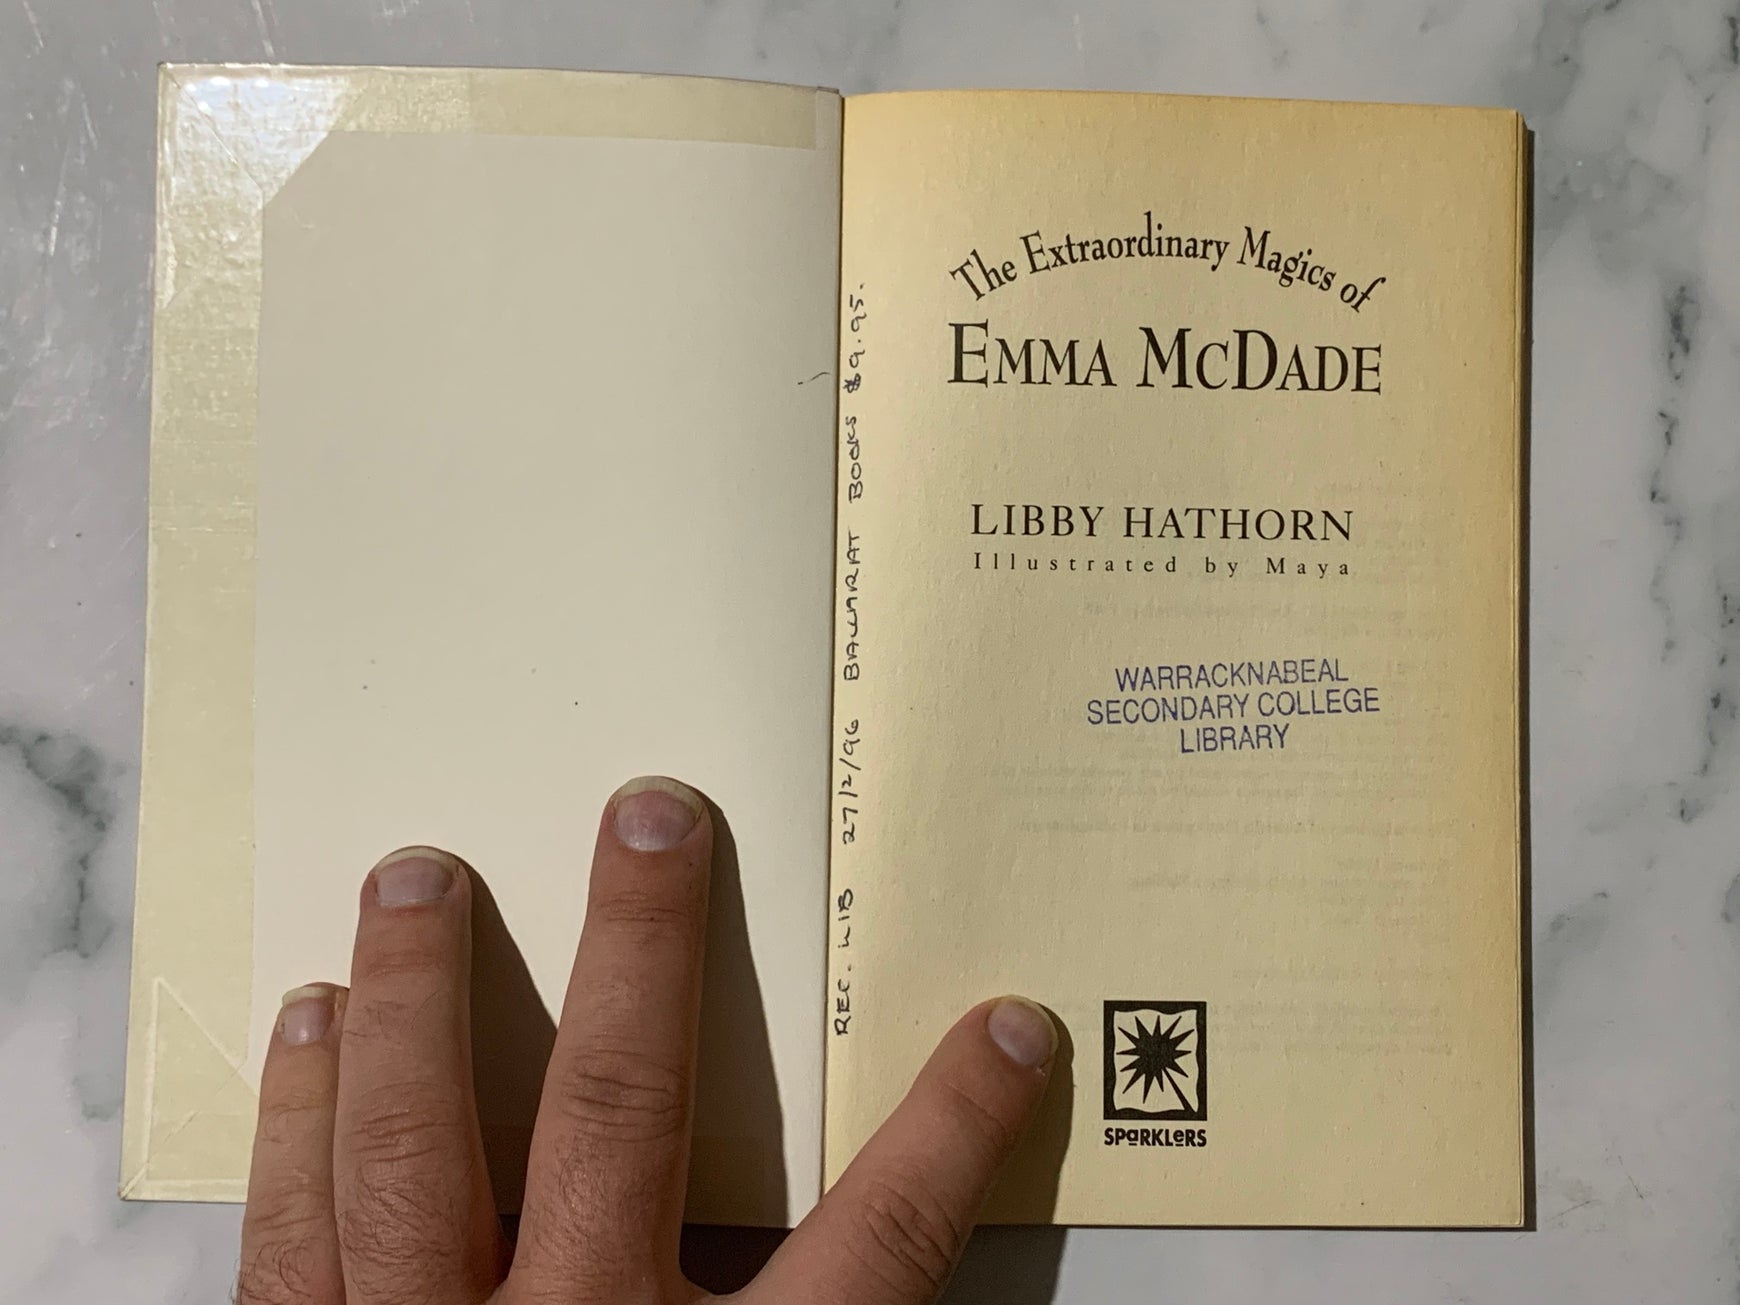 REC. LIB 27/2/96 BALLARAT BOOKS $9.95.
The Extraordinary Magics of
EMMA MCDADE
LIBBY HATHORN
Illustrated by Maya
WARRACKNABEAL
SECONDARY COLLEGE
LIBRARY
SPaRKLeRS